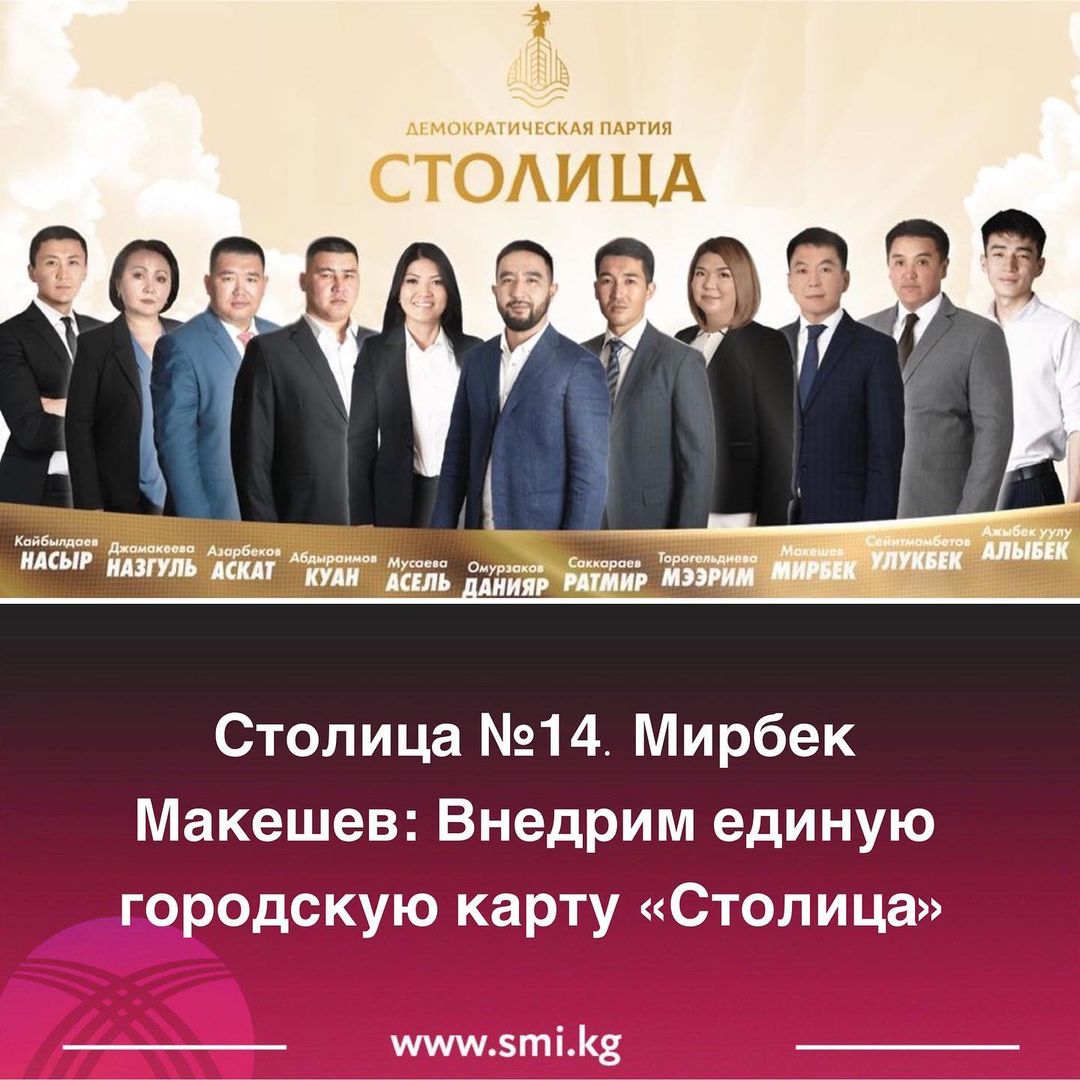 ДЕМОКРАТИЧЕСКАЯ ПАРТИЯ
СТОЛИЦА
Кайбылдаев
НАСЫР
Джамакеева
НАЗГУЛЬ
Азарбеков
АСКАТ
Абдыраимов
КУАН
Мусаева
АСЕЛЬ
Омурзаков
ДАНИЯР
Саккараев
РАТМИР
Торогельдиева
МЭЭРИМ
Макешев
МИРБЕК
Сейитмамбетов
УЛУКБЕК
Ажыбек уулу
АЛЫБЕК
Столица №14. Мирбек
Макешев: Внедрим единую
городскую карту «Столица»
www.smi.kg